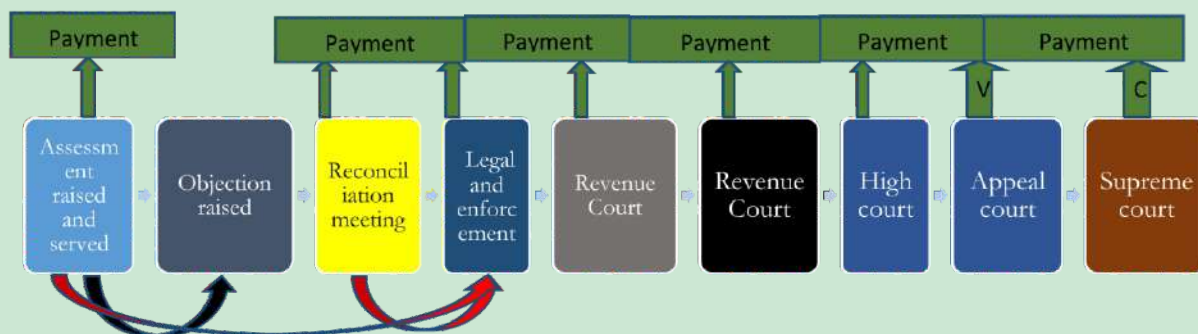 Payment
Payment
Payment
Payment
Payment
Payment
V
C
Assessm
ent
raised
and
served
Objection
raised
Reconcil
iation
meeting
Legal
and
enforc
ement
Revenue
Court
Revenue
Court
High
court
Appeal
court
Supreme
court